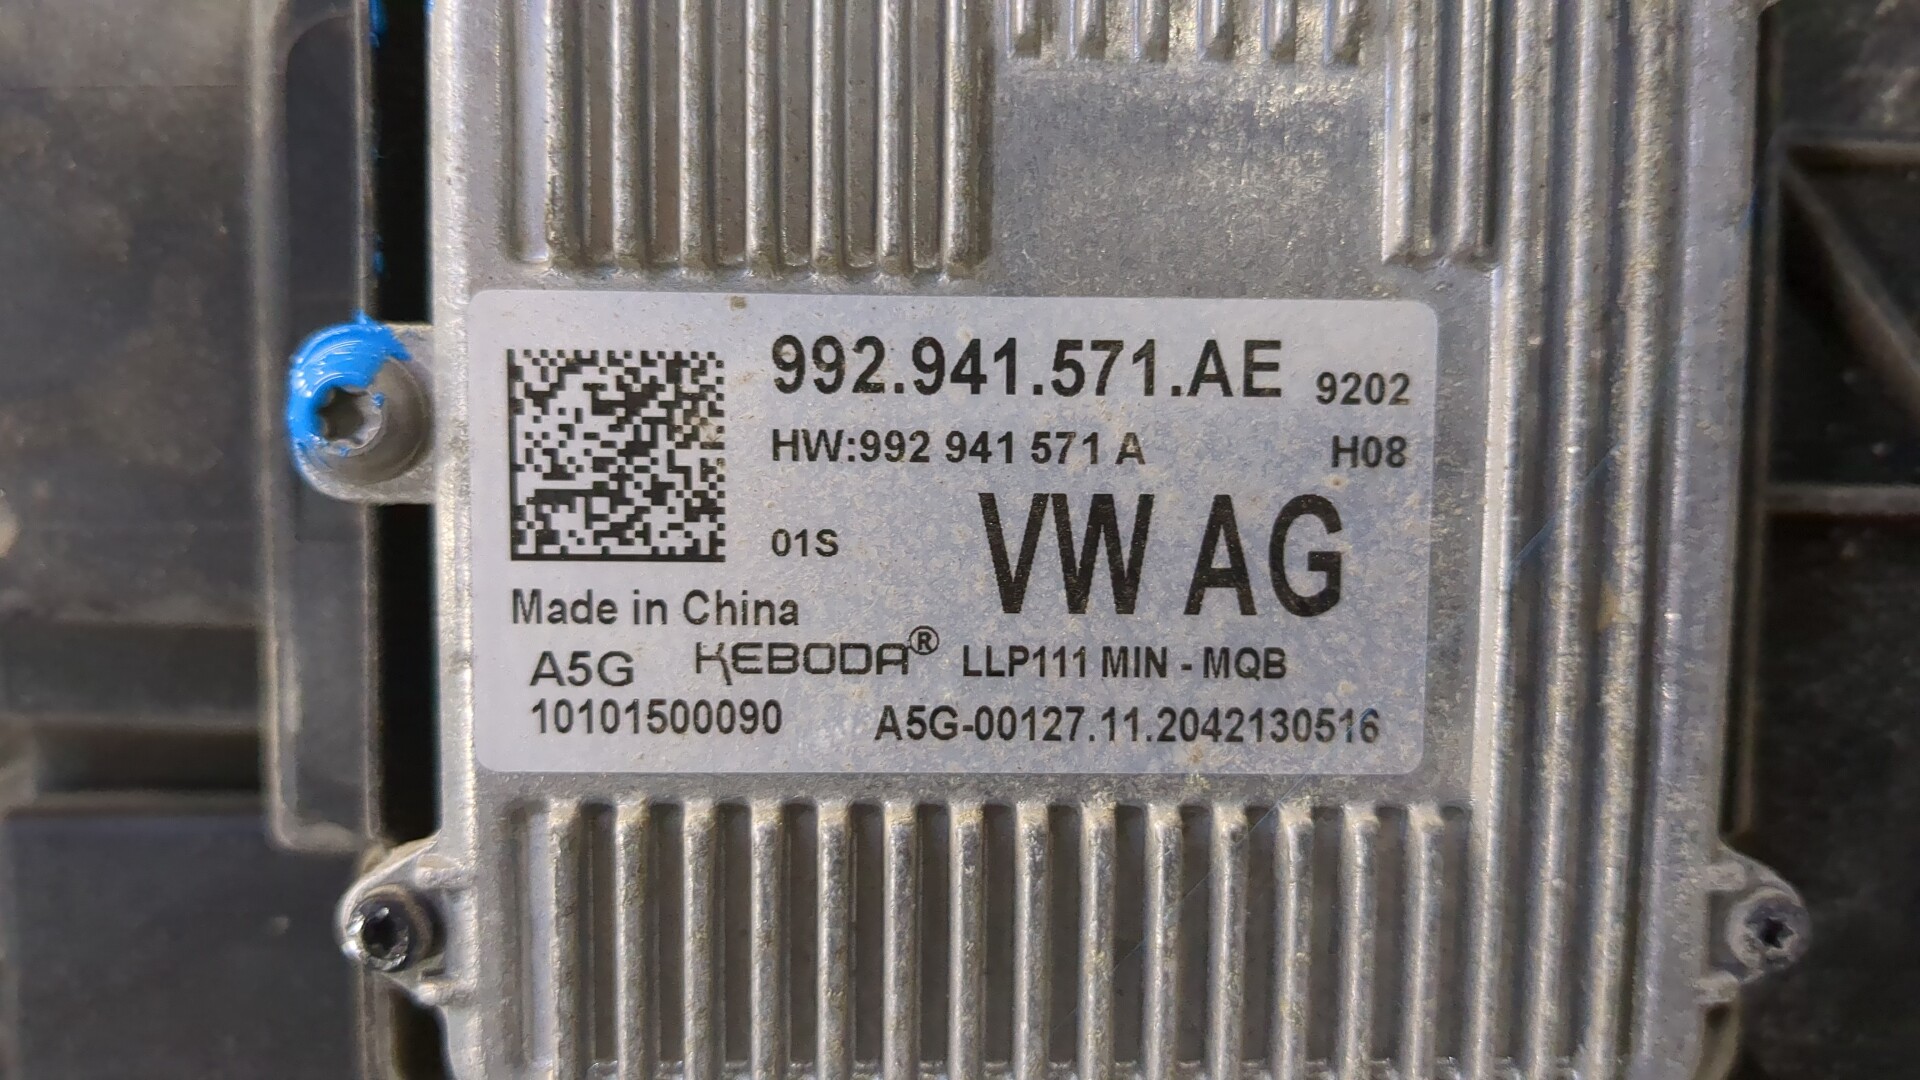 992.941.571.AE 9202
HW:992 941 571 A H08
01S VW AG
Made in China
A5G KEBODA® LLP111 MIN - MQB
10101500090 A5G-00127.11.2042130516